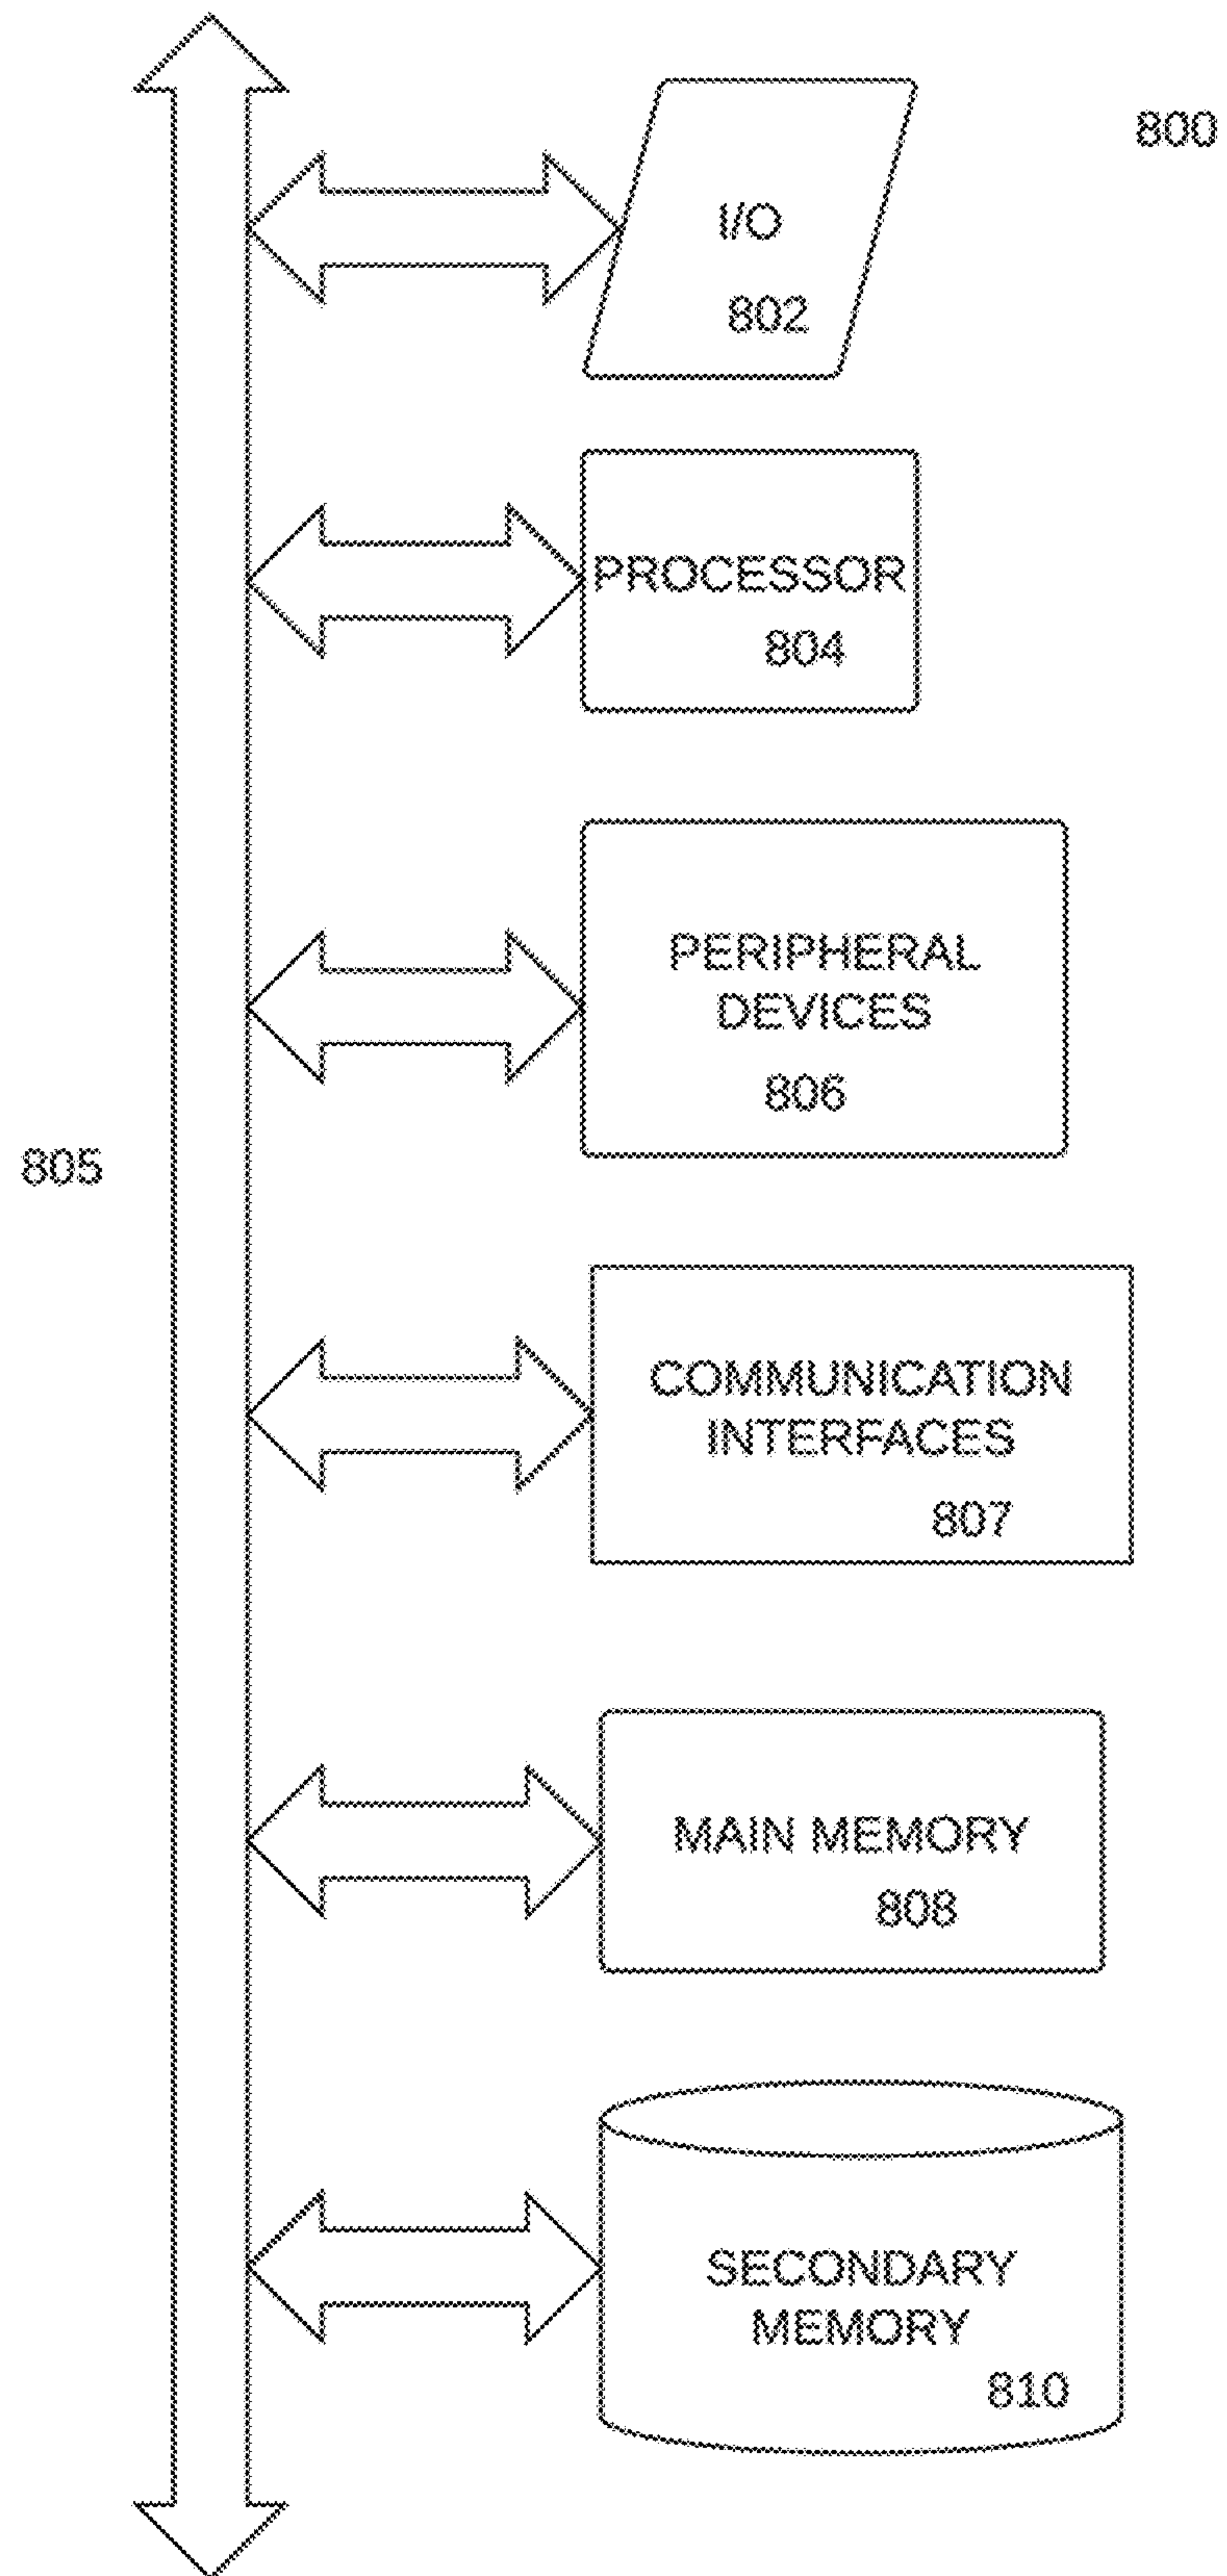 800
I/O
802
PROCESSOR
804
PERIPHERAL
DEVICES
806
805
COMMUNICATION
INTERFACES
807
MAIN MEMORY
808
SECONDARY
MEMORY
810